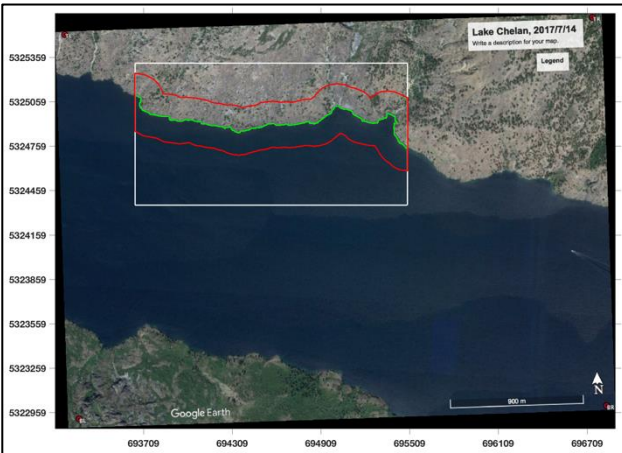 Lake Chelan, 2017/7/14
Write a description for your map.
Legend
5325359
5325059
5324759
5324459
5324159
5323859
5323559
5323259
5322959
Google Earth
900 m
N
693709 694309 694909 695509 696109 696709